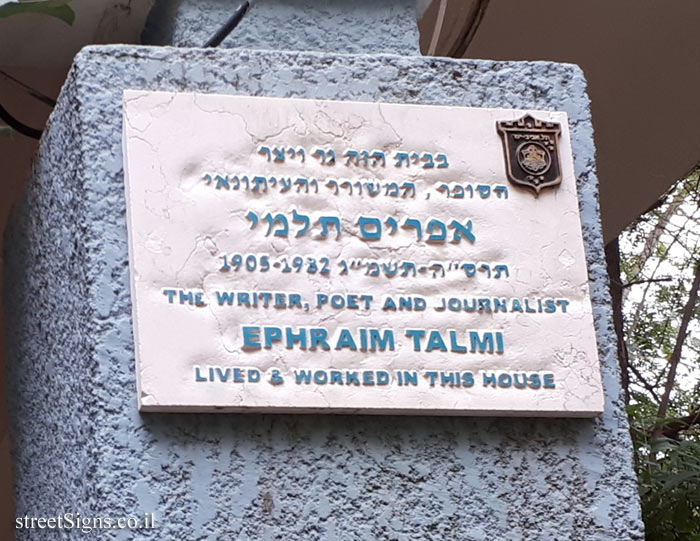 בבית הזה גר ויצר
הסופר, המשורר והעיתונאי
אפרים תלמי
תרס"ה-תשמ"ג 1905-1982
THE WRITER, POET AND JOURNALIST
EPHRAIM TALMI
LIVED & WORKED IN THIS HOUSE
streetSigns.co.il